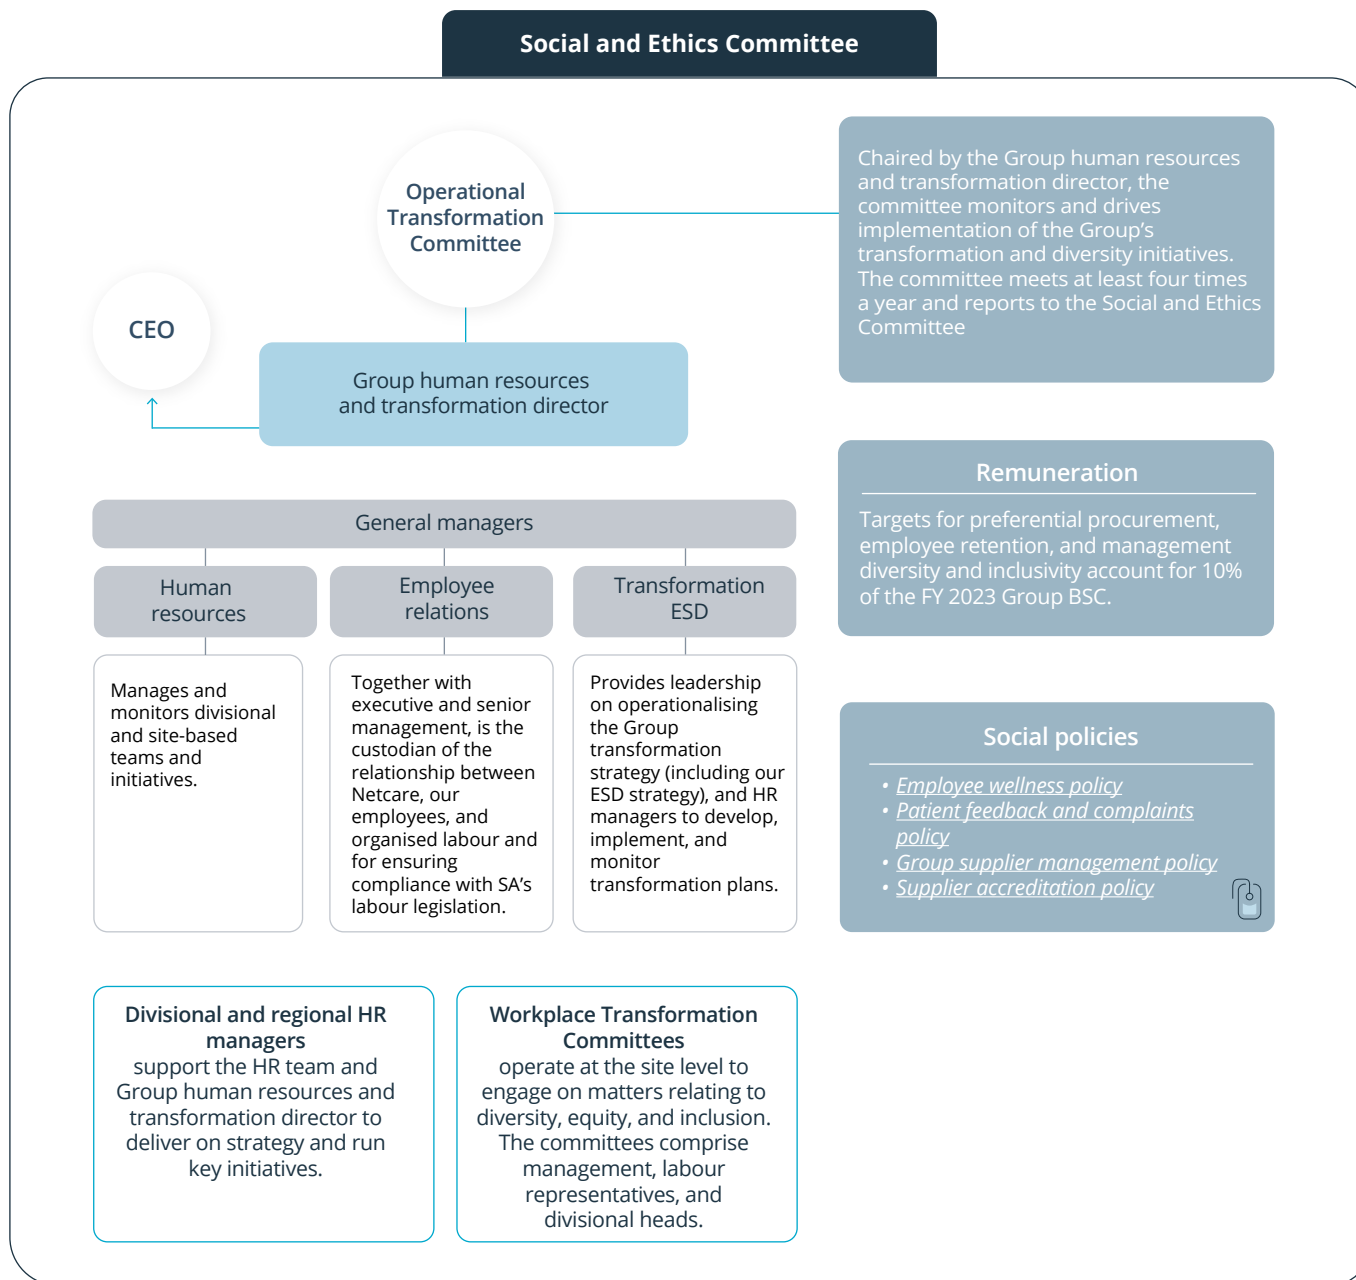 Social and Ethics Committee
Operational
Transformation
Committee
Chaired by the Group human resources
and transformation director, the
committee monitors and drives
implementation of the Group’s
transformation and diversity initiatives.
The committee meets at least four times
a year and reports to the Social and Ethics
Committee
CEO
Group human resources
and transformation director
Remuneration
Targets for preferential procurement,
employee retention, and management
diversity and inclusivity account for 10%
of the FY 2023 Group BSC.
General managers
Human
resources
Employee
relations
Transformation
ESD
Manages and
monitors divisional
and site-based
teams and
initiatives.
Together with
executive and senior
management, is the
custodian of the
relationship between
Netcare, our
employees, and
organised labour and
for ensuring
compliance with SA’s
labour legislation.
Provides leadership
on operationalising
the Group
transformation
strategy (including our
ESD strategy), and HR
managers to develop,
implement, and
monitor
transformation plans.
Social policies
• Employee wellness policy
• Patient feedback and complaints
policy
• Group supplier management policy
• Supplier accreditation policy
Divisional and regional HR
managers
support the HR team and
Group human resources and
transformation director to
deliver on strategy and run
key initiatives.
Workplace Transformation
Committees
operate at the site level to
engage on matters relating to
diversity, equity, and inclusion.
The committees comprise
management, labour
representatives, and
divisional heads.